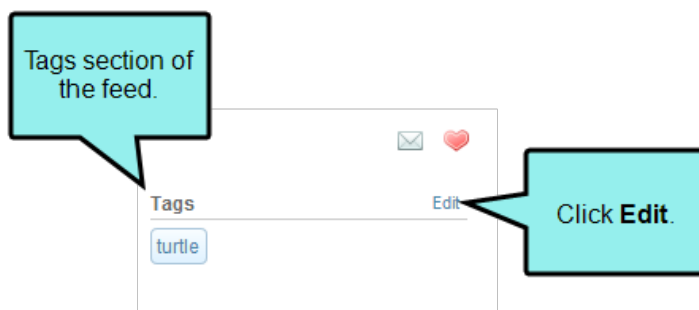 Tags section of
the feed.
Tags
Edit
Click Edit.
turtle